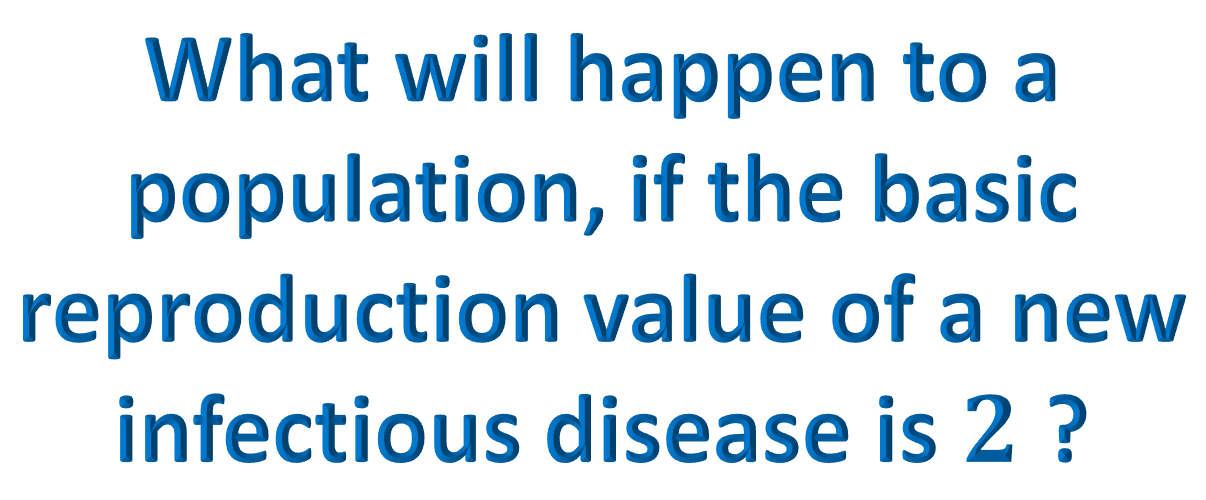 What will happen to a
population, if the basic
reproduction value of a new
infectious disease is 2 ?